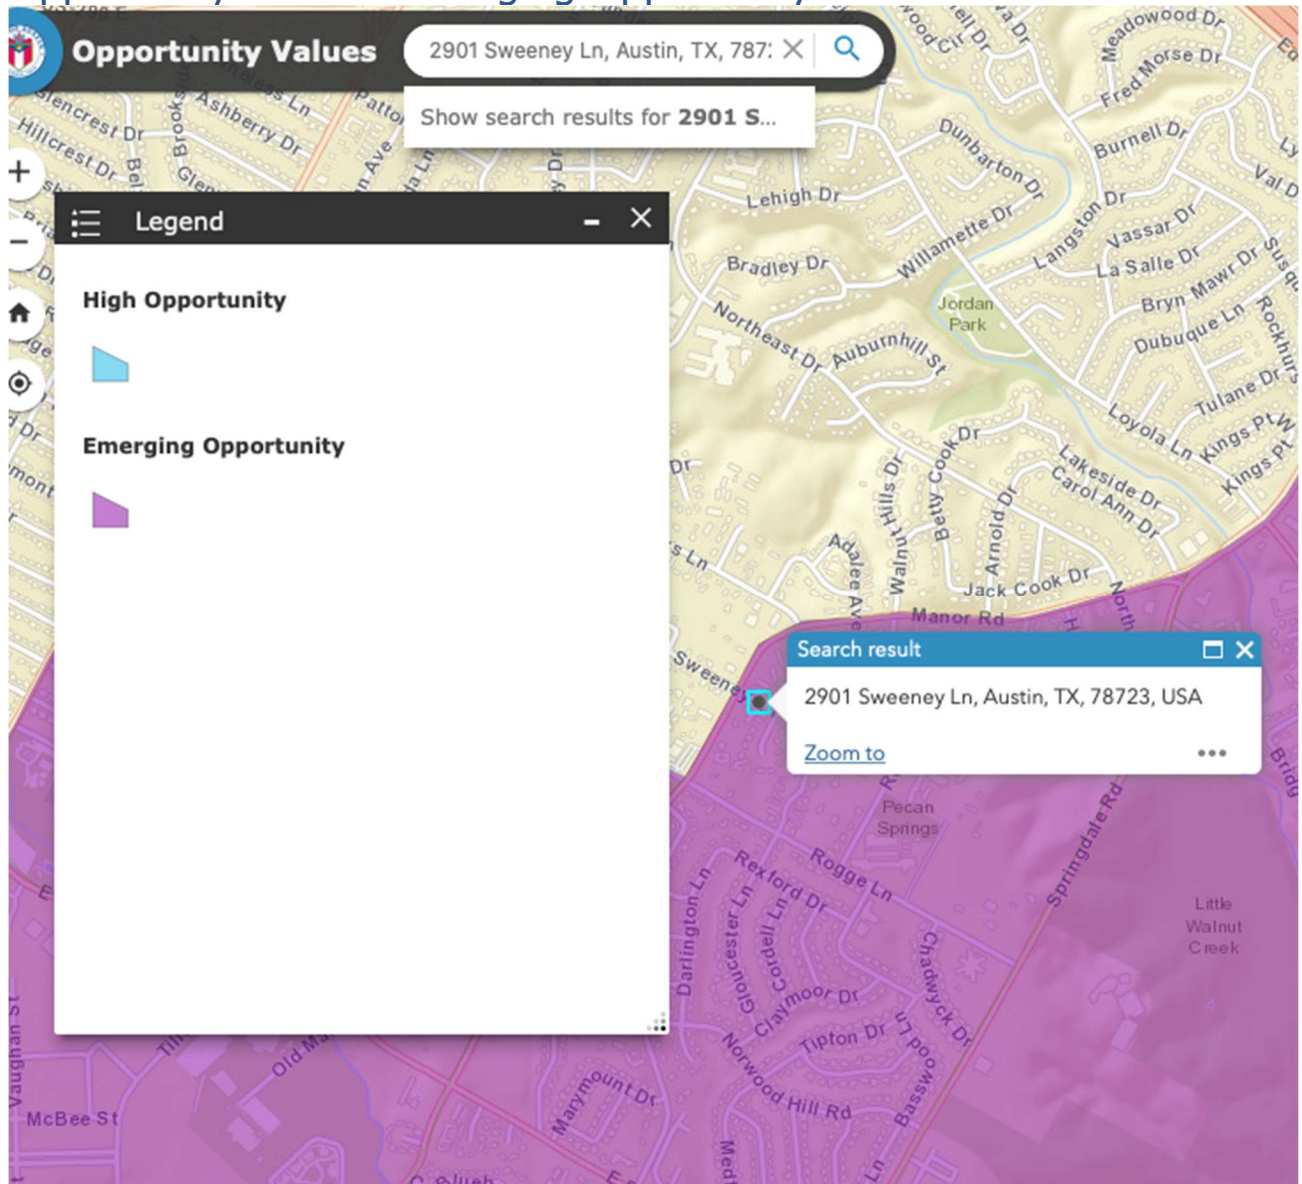 Opportunity Values
2901 Sweeney Ln, Austin, TX, 787
Show search results for 2901 S...
Legend
High Opportunity
Emerging Opportunity
Search result
2901 Sweeney Ln, Austin, TX, 78723, USA
Zoom to
Meadowood Dr
Fred Morse Dr
Glencrest Dr
Ashberry Dr
Hillcrest Dr
Burnell Dr
Dunbarton Dr
Lehigh Dr
Willamette Dr
Langston Dr
Vassar Dr
La Salle Dr
Bradley Dr
Bryn Mawr Dr
Jordan
Park
Northeast Dr
Auburnhill St
Dubuque Ln
Tulane Dr
Loyola Ln
Kings Pt W
Kings Pt
Betty Cook Dr
Lakeside Dr
Carol Ann Dr
Walnut Hills Dr
Arnold Dr
Adalee Ave
Jack Cook Dr
Manor Rd
Sweeney
Pecan
Springs
Springdale Rd
Rogge Ln
Rexford Dr
Darlington Ln
Gloucester Ln
Cordell Ln
Chadwyck Dr
Little
Walnut
Creek
Claymoor Dr
Tipton Dr
Basswood Ln
Norwood Hill Rd
Marymount Dr
Vaughan St
McBee St